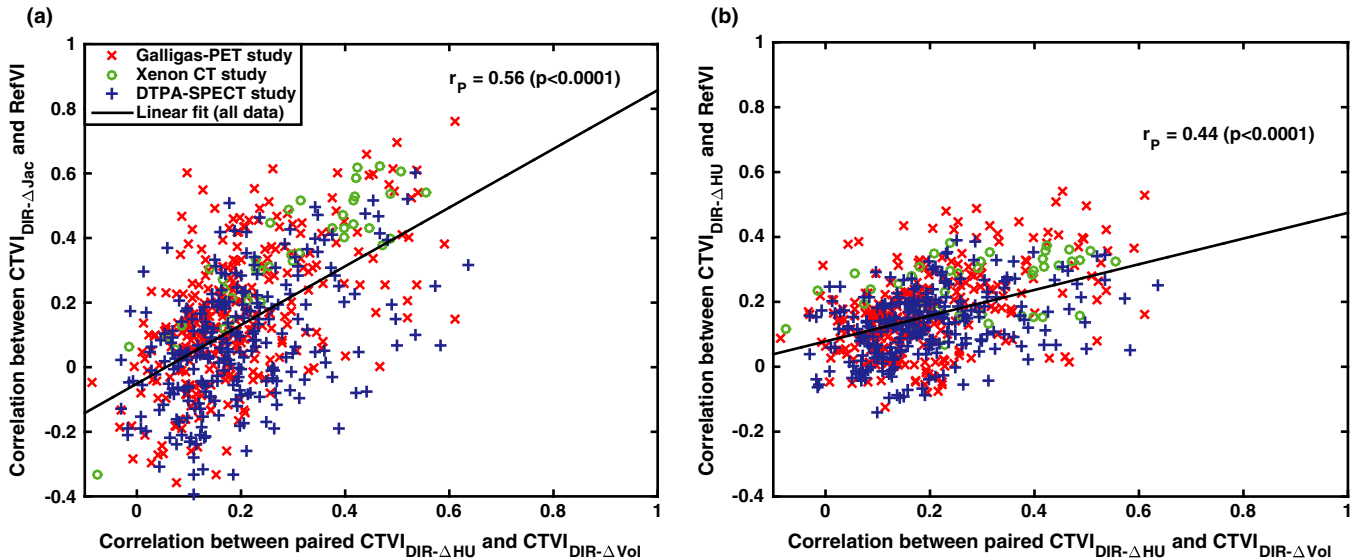 (a)
Correlation between CTVI_DIR-ΔJac and RefVI
1
0.8
0.6
0.4
0.2
0
-0.2
-0.4
Galligas-PET study
Xenon CT study
DTPA-SPECT study
Linear fit (all data)
r_P = 0.56 (p<0.0001)
0 0.2 0.4 0.6 0.8 1
Correlation between paired CTVI_DIR-ΔHU and CTVI_DIR-ΔVol
(b)
Correlation between CTVI_DIR-ΔHU and RefVI
1
0.8
0.6
0.4
0.2
0
-0.2
-0.4
r_P = 0.44 (p<0.0001)
0 0.2 0.4 0.6 0.8 1
Correlation between paired CTVI_DIR-ΔHU and CTVI_DIR-ΔVol